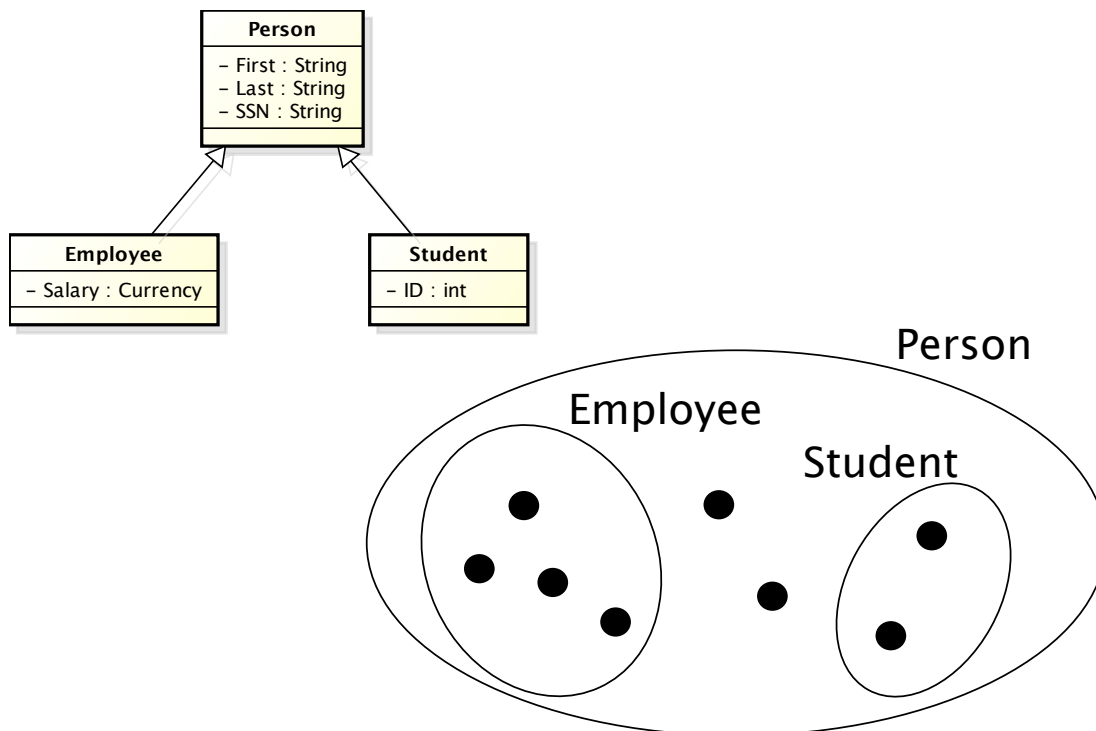 Person
– First : String
– Last : String
– SSN : String
Employee
– Salary : Currency
Student
– ID : int
Person
Employee
Student